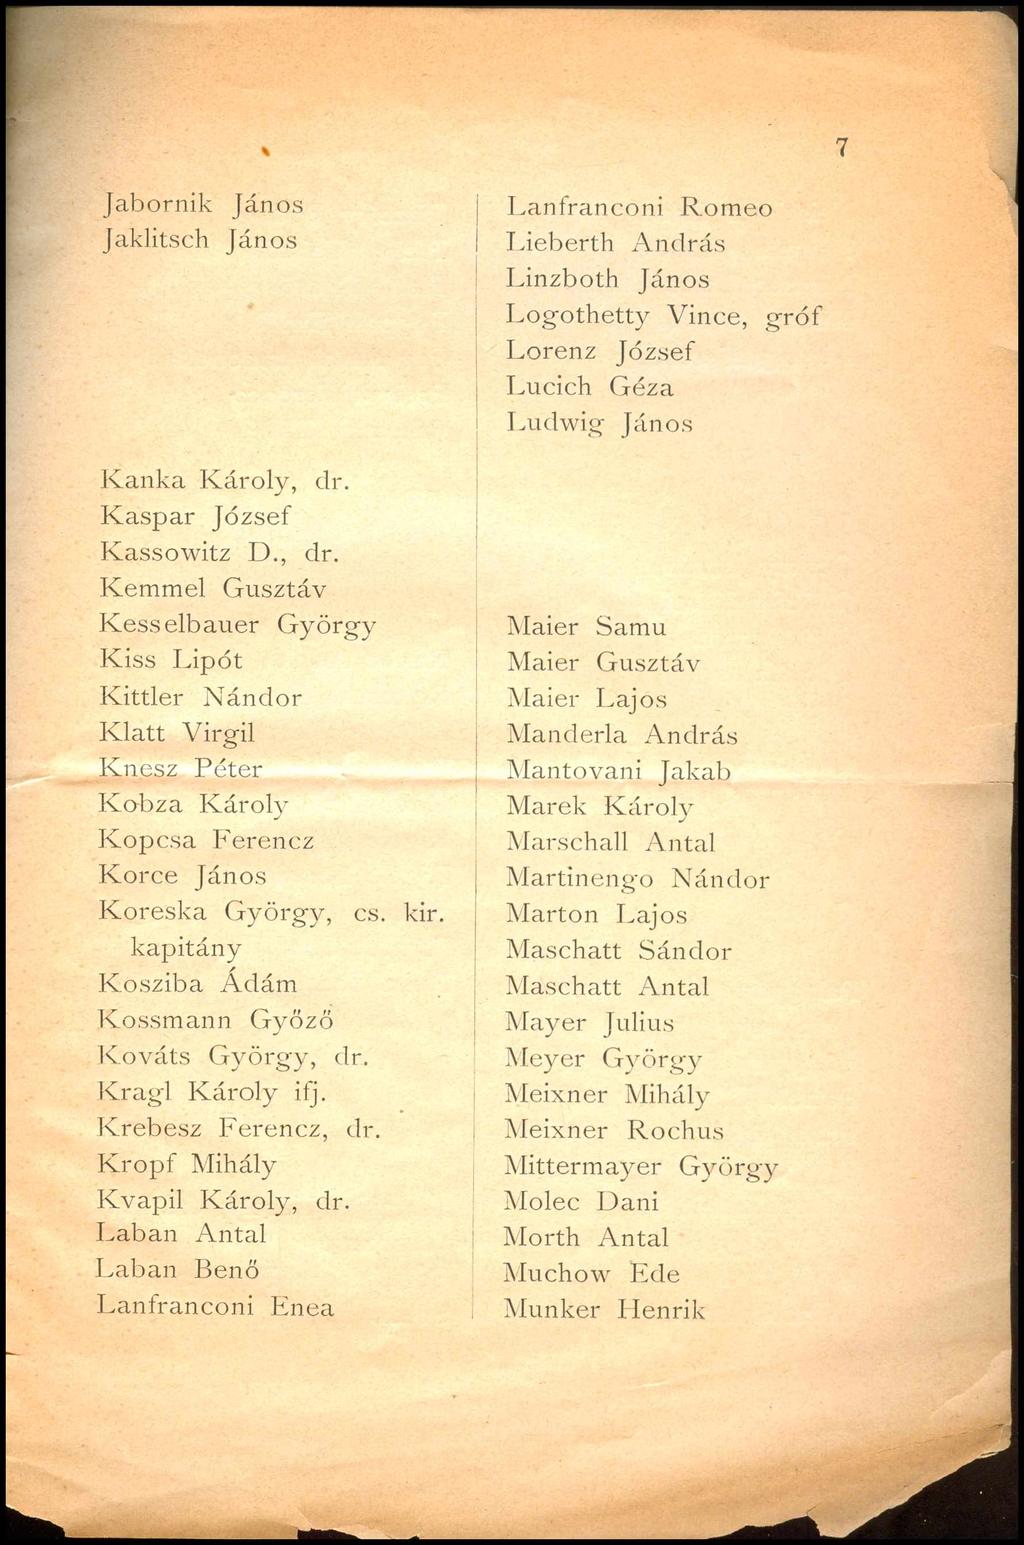 7
Jabornik János
Jaklitsch János
Kanka Károly, dr.
Kaspar József
Kassowitz D., dr.
Kemmel Gusztáv
Kesselbauer György
Kiss Lipót
Kittler Nándor
Klatt Virgil
Knesz Péter
Kobza Károly
Kopcsa Ferencz
Korce János
Koreska György, cs. kir.
kapitány
Kosziba Ádám
Kossmann Győző
Kováts György, dr.
Kragl Károly ifj.
Krebesz Ferencz, dr.
Kropf Mihály
Kvapil Károly, dr.
Laban Antal
Laban Benő
Lanfranconi Enea
Lanfranconi Romeo
Lieberth András
Linzboth János
Logothetty Vince, gróf
Lorenz József
Lucich Géza
Ludwig János
Maier Samu
Maier Gusztáv
Maier Lajos
Manderla András
Mantovani Jakab
Marek Károly
Marschall Antal
Martinengo Nándor
Marton Lajos
Maschatt Sándor
Maschatt Antal
Mayer Julius
Meyer György
Meixner Mihály
Meixner Rochus
Mittermayer György
Molec Dani
Morth Antal
Muchow Ede
Munker Henrik